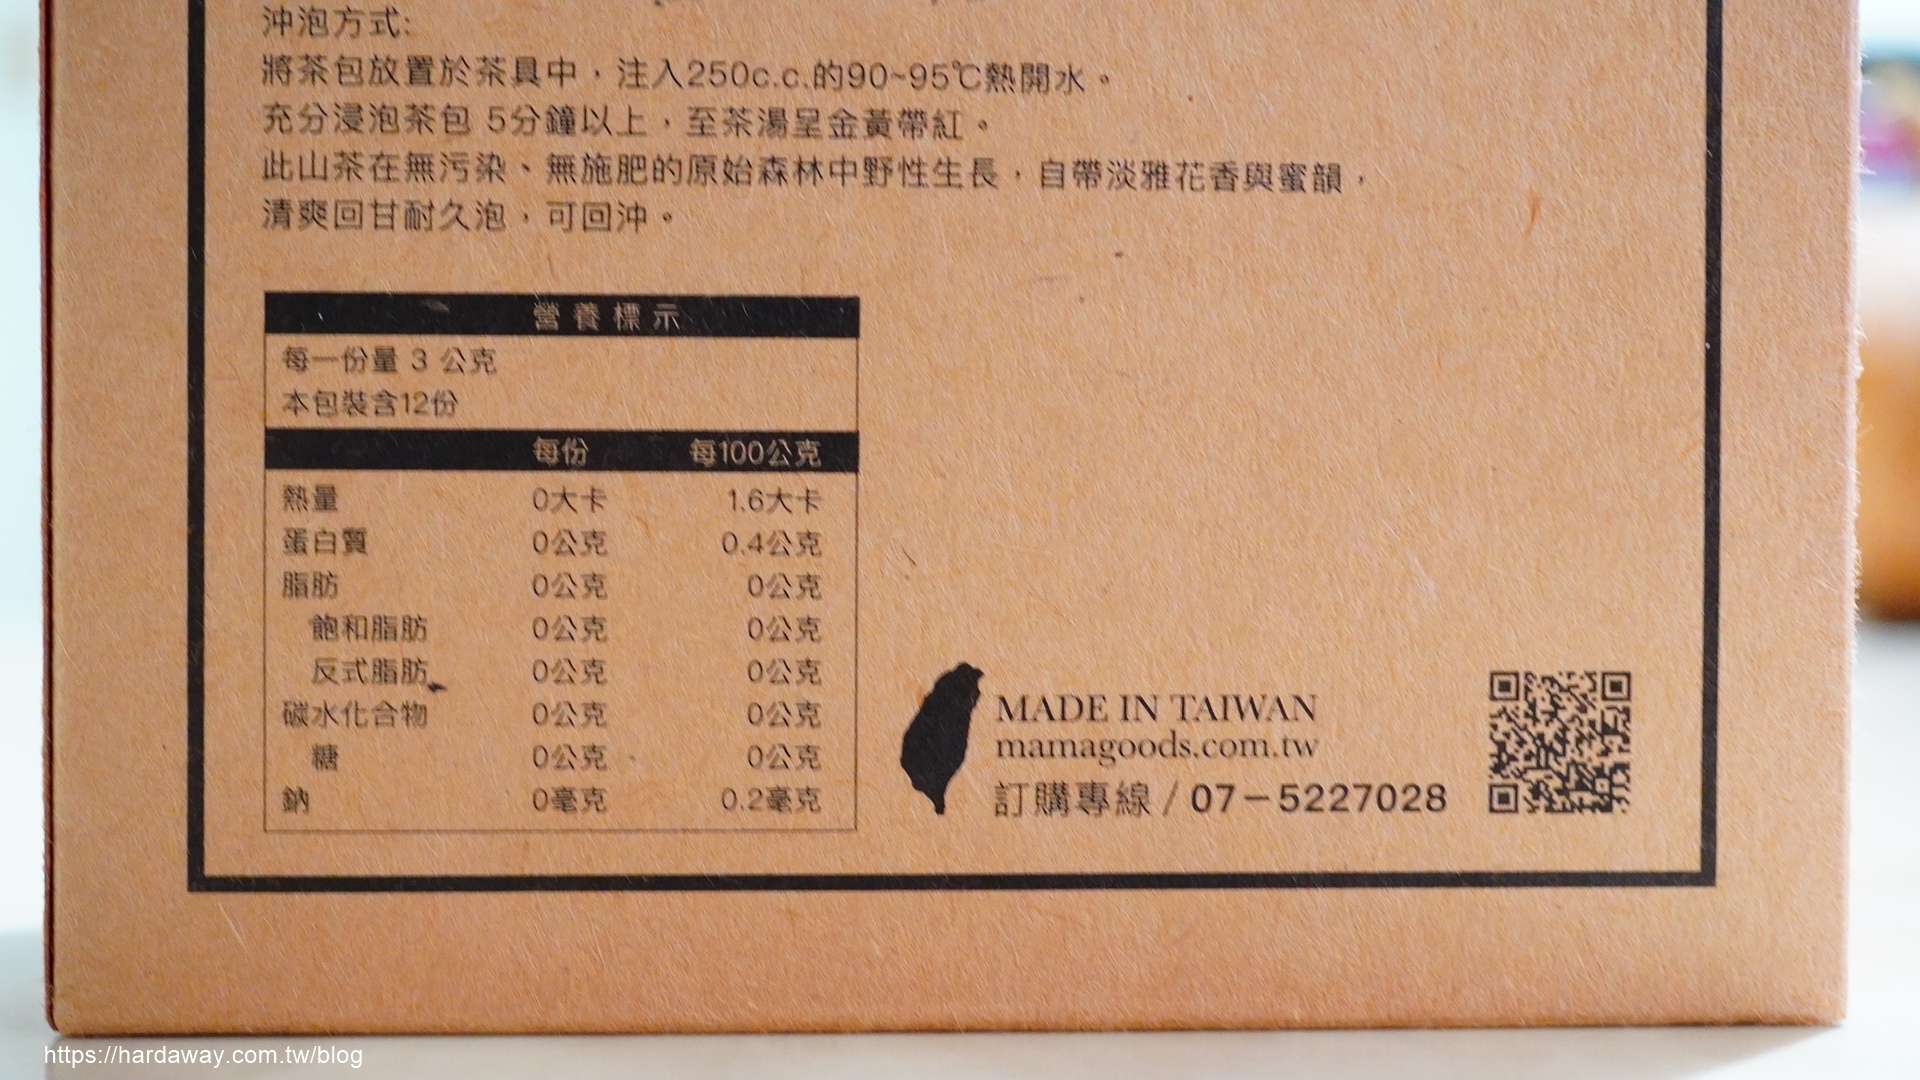 沖泡方式:
將茶包放置於茶具中，注入250c.c.的90~95℃熱開水。
充分浸泡茶包 5分鐘以上，至茶湯呈金黃帶紅。
此山茶在無污染、無施肥的原始森林中野性生長，自帶淡雅花香與蜜韻，
清爽回甘耐久泡，可回沖。
營養標示
每一份量 3 公克
本包裝含12份
每份 每100公克
熱量 0大卡 1.6大卡
蛋白質 0公克 0.4公克
脂肪 0公克 0公克
飽和脂肪 0公克 0公克
反式脂肪 0公克 0公克
碳水化合物 0公克 0公克
糖 0公克 0公克
鈉 0毫克 0.2毫克
MADE IN TAIWAN
mamagoods.com.tw
訂購專線 / 07－5227028
https://hardaway.com.tw/blog